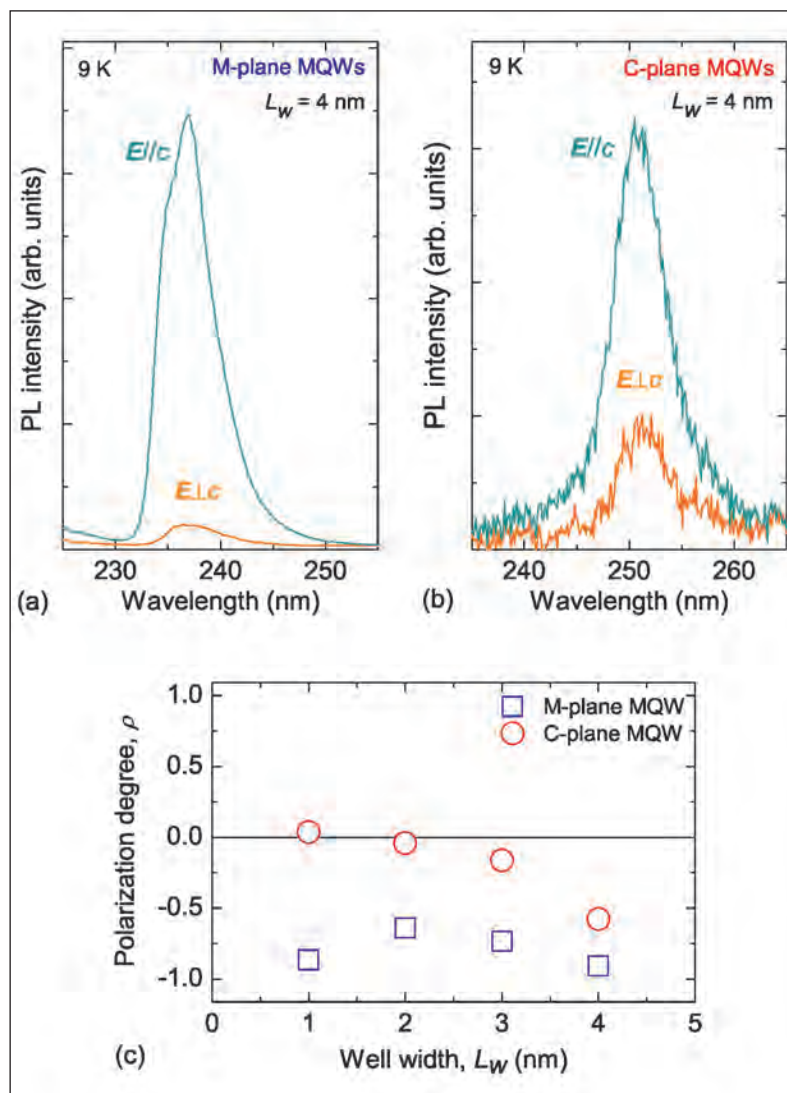 9 K
M-plane MQWs
L_W = 4 nm
E//c
E⊥c
PL intensity (arb. units)
230 240 250
Wavelength (nm)
(a)
9 K
C-plane MQWs
L_W = 4 nm
E//c
E⊥c
PL intensity (arb. units)
240 250 260
Wavelength (nm)
(b)
M-plane MQW
C-plane MQW
Polarization degree, ρ
1.0
0.5
0.0
-0.5
-1.0
0 1 2 3 4 5
Well width, L_W (nm)
(c)